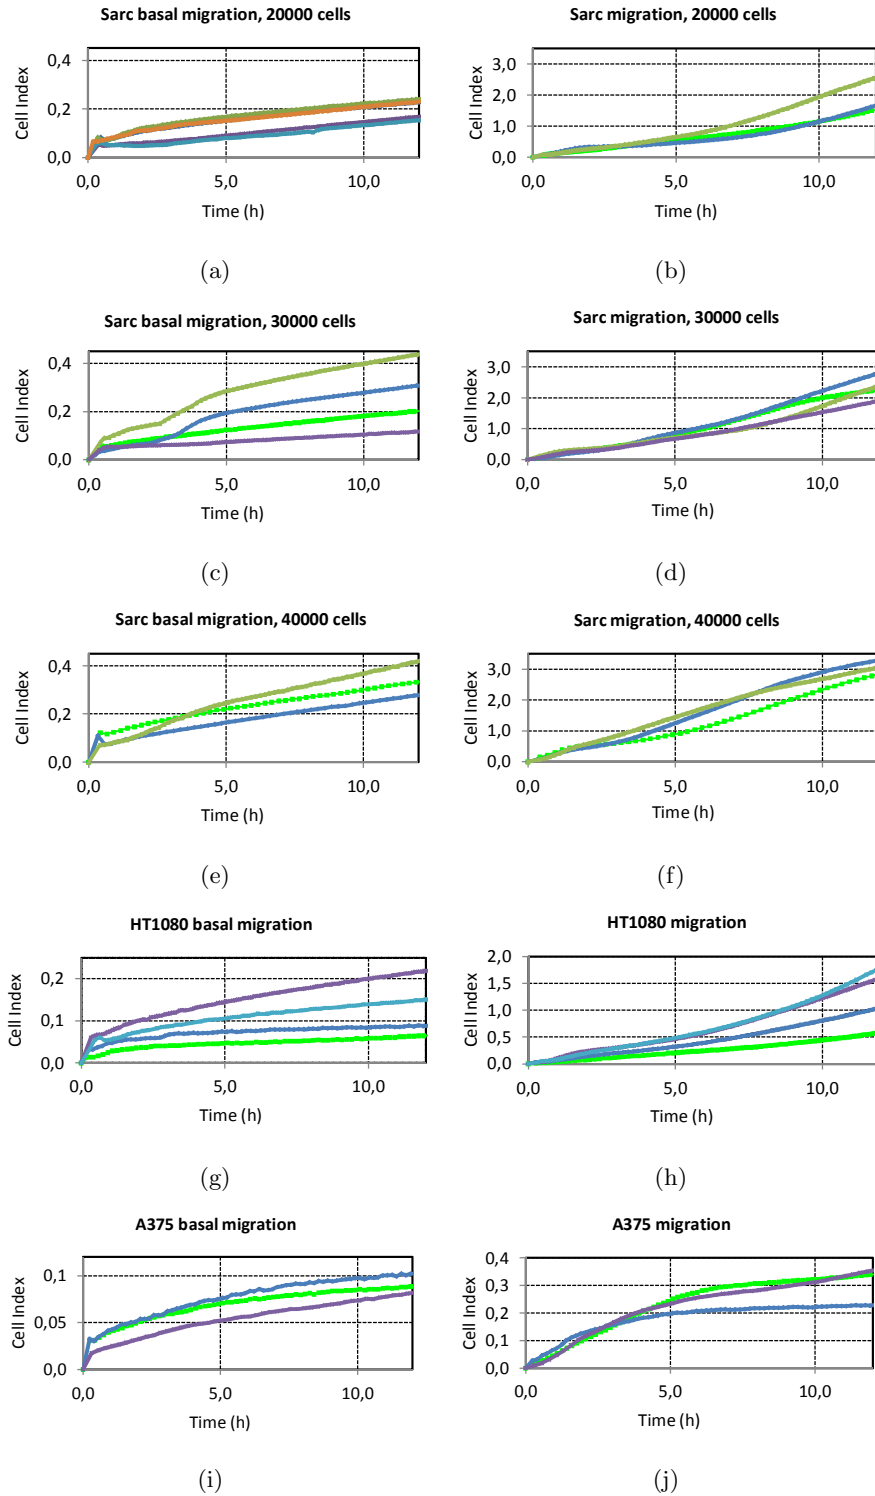 Sarc basal migration, 20000 cells
Cell Index
0,4
0,2
0,0
0,0 5,0 10,0
Time (h)
(a)
Sarc migration, 20000 cells
Cell Index
3,0
2,0
1,0
0,0
0,0 5,0 10,0
Time (h)
(b)
Sarc basal migration, 30000 cells
Cell Index
0,4
0,2
0,0
0,0 5,0 10,0
Time (h)
(c)
Sarc migration, 30000 cells
Cell Index
3,0
2,0
1,0
0,0
0,0 5,0 10,0
Time (h)
(d)
Sarc basal migration, 40000 cells
Cell Index
0,4
0,2
0,0
0,0 5,0 10,0
Time (h)
(e)
Sarc migration, 40000 cells
Cell Index
3,0
2,0
1,0
0,0
0,0 5,0 10,0
Time (h)
(f)
HT1080 basal migration
Cell Index
0,2
0,1
0,0
0,0 5,0 10,0
Time (h)
(g)
HT1080 migration
Cell Index
2,0
1,5
1,0
0,5
0,0
0,0 5,0 10,0
Time (h)
(h)
A375 basal migration
Cell Index
0,1
0,05
0,0
0,0 5,0 10,0
Time (h)
(i)
A375 migration
Cell Index
0,4
0,3
0,2
0,1
0,0
0,0 5,0 10,0
Time (h)
(j)